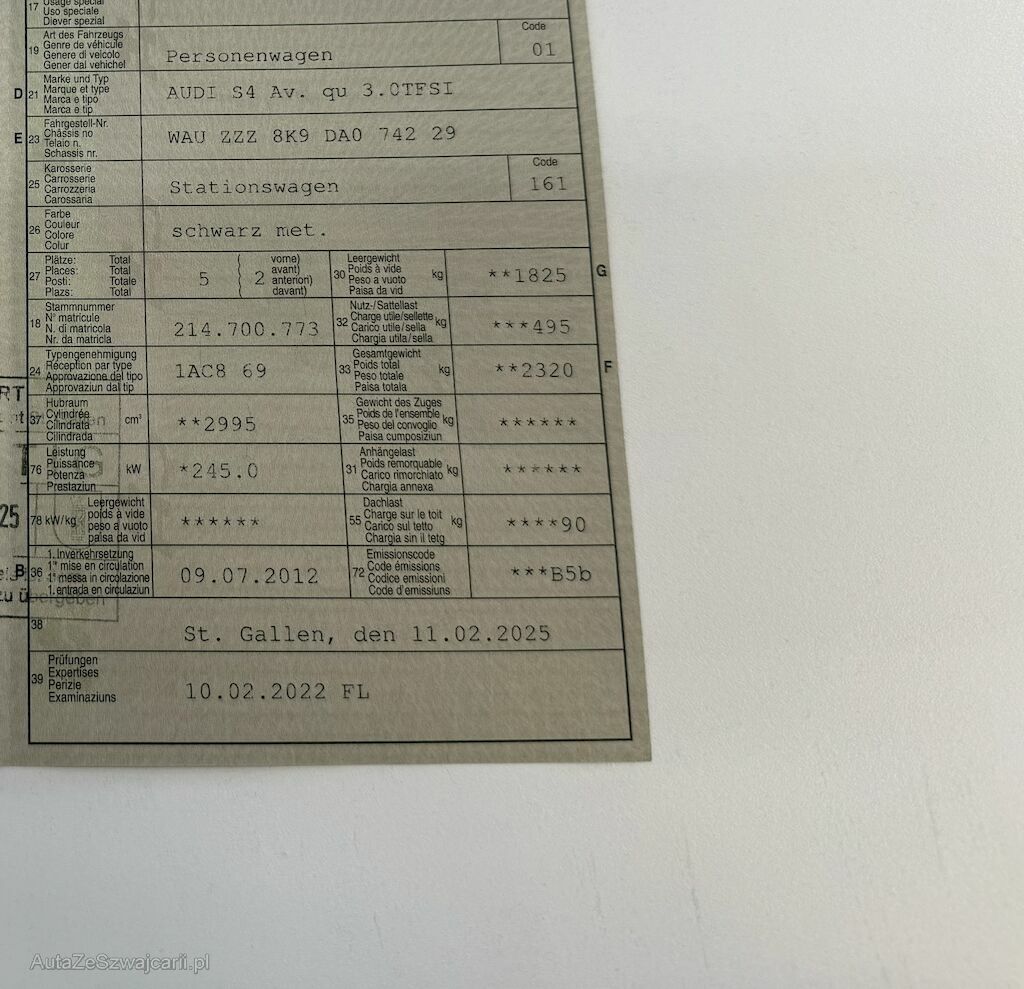 17 Usage spécial
Uso speciale
Diever spezial
19 Art des Fahrzeugs
Genre de véhicule
Genere di veicolo
Gener dal vehichel
Personenwagen
Code
01
D 21 Marke und Typ
Marque et type
Marca e tipo
Marca e tip
AUDI S4 Av. qu 3.0TFSI
E 23 Fahrgestell-Nr.
Châssis no
Telaio n.
Schassis nr.
WAU ZZZ 8K9 DA0 742 29
25 Karosserie
Carrosserie
Carrozzeria
Carossaria
Stationswagen
Code
161
26 Farbe
Couleur
Colore
Colur
schwarz met.
27 Plätze: Total
Places: Total
Posti: Totale
Plazs: Total
5 ( 2 vorne)
avant)
anterion)
davant)
30 Leergewicht
Poids à vide
Peso a vuoto
Paisa da vid
kg
**1825
G
18 Stammnummer
N° matricule
N. di matricola
Nr. da matricla
214.700.773
32 Nutz-/Sattellast
Charge utile/sellette
Carico utile/sella
Chargia utila/sella
kg
***495
24 Typengenehmigung
Réception par type
Approvazione del tipo
Approvaziun dal tip
1AC8 69
33 Gesamtgewicht
Poids total
Peso totale
Paisa totala
kg
**2320
F
RT
37 Hubraum
Cylindrée
Cilindrata
Cilindrada
cm³
**2995
35 Gewicht des Zuges
Poids de l'ensemble
Peso del convoglio
Paisa cumposiziun
kg
******
76 Leistung
Puissance
Potenza
Prestaziun
kW
*245.0
31 Anhängelast
Poids remorquable
Carico rimorchiato
Chargia annexa
kg
******
25
78 kW/kg Leergewicht
poids à vide
peso a vuoto
paisa da vid
******
55 Dachlast
Charge sur le toit
Carico sul tetto
Chargia sin il tetg
kg
****90
B 36 1. Inverkehrsetzung
1re mise en circulation
1a messa in circolazione
1. entrada en circulaziun
09.07.2012
72 Emissionscode
Code émissions
Codice emissioni
Code d'emissiuns
***B5b
zu übergeben
38
St. Gallen, den 11.02.2025
39 Prüfungen
Expertises
Perizie
Examinaziuns
10.02.2022 FL
AutaZeSzwajcarii.pl